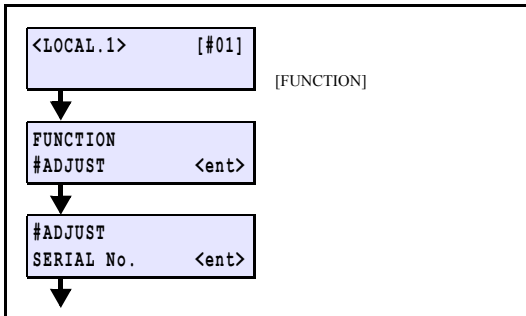 <LOCAL.1> [#01]
[FUNCTION]
FUNCTION
#ADJUST <ent>
#ADJUST
SERIAL No. <ent>